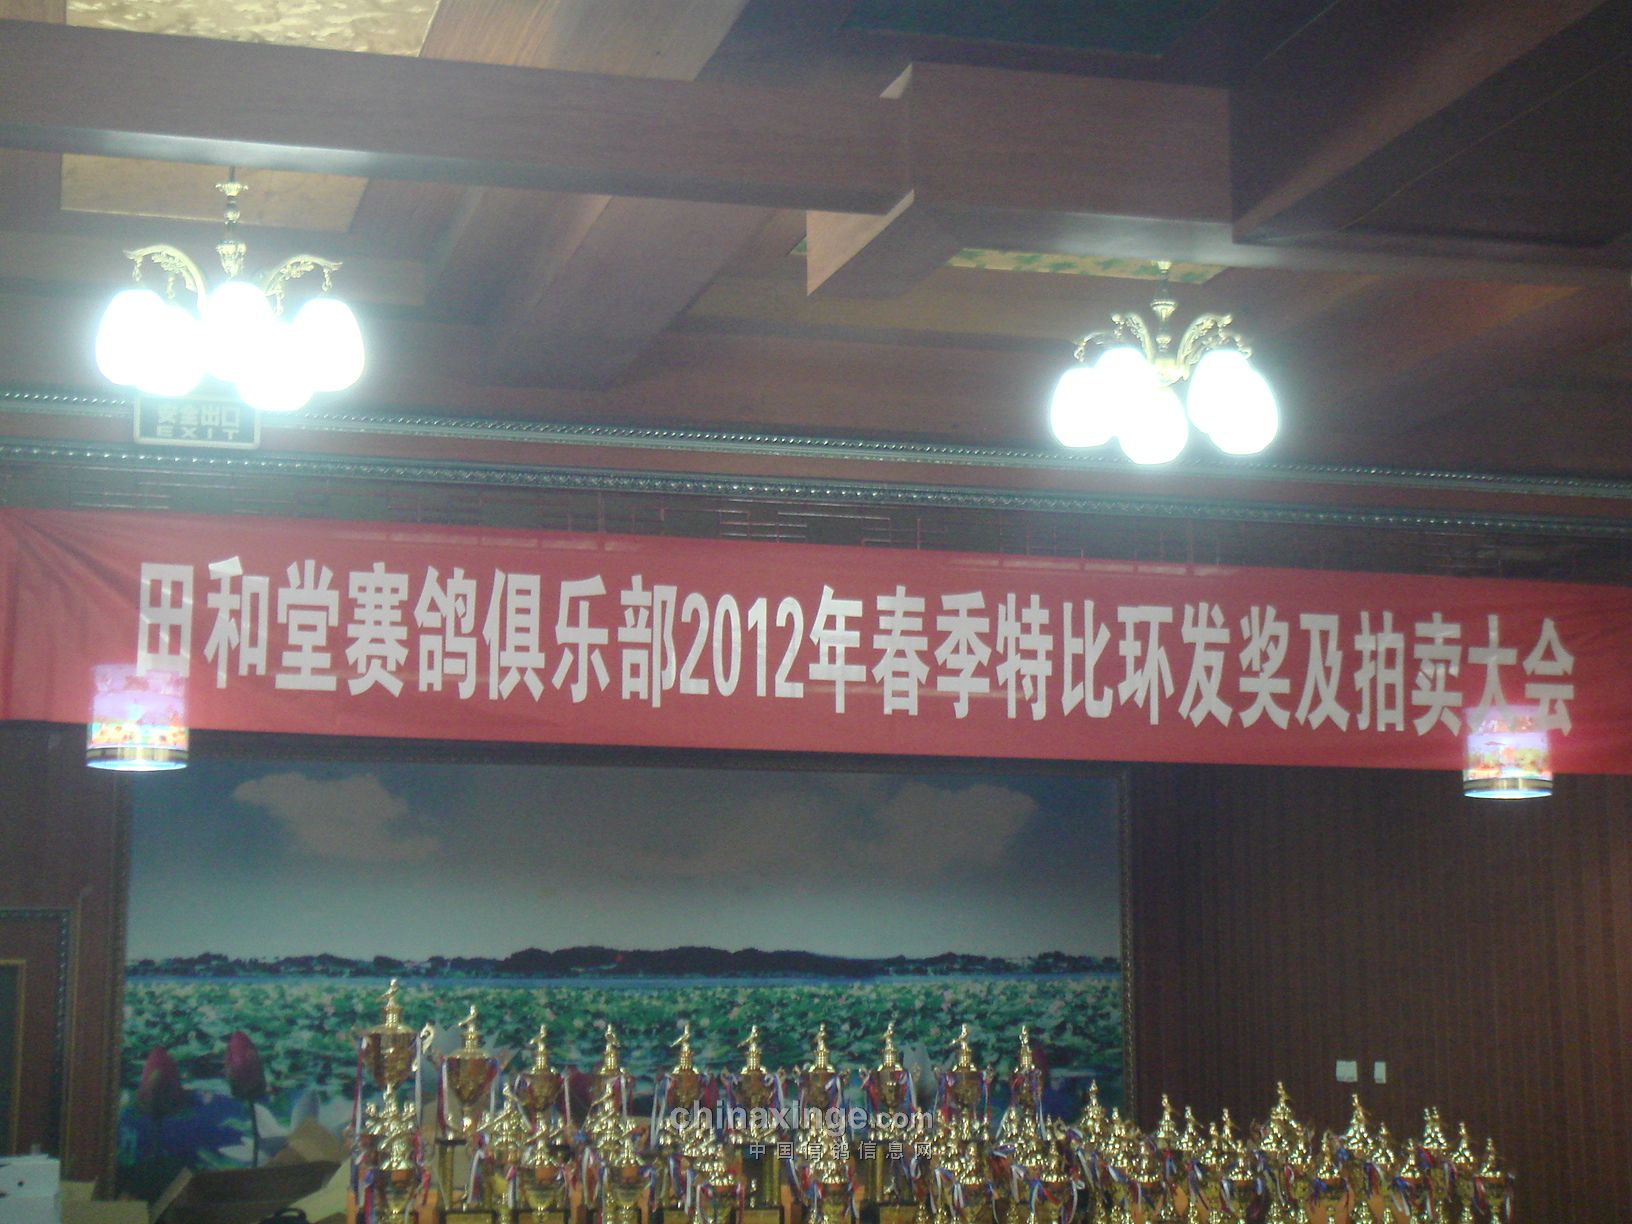 安全出口
EXIT
田和堂赛鸽俱乐部2012年春季特比环发奖及拍卖大会
chinaxinge.com
中国信鸽信息网